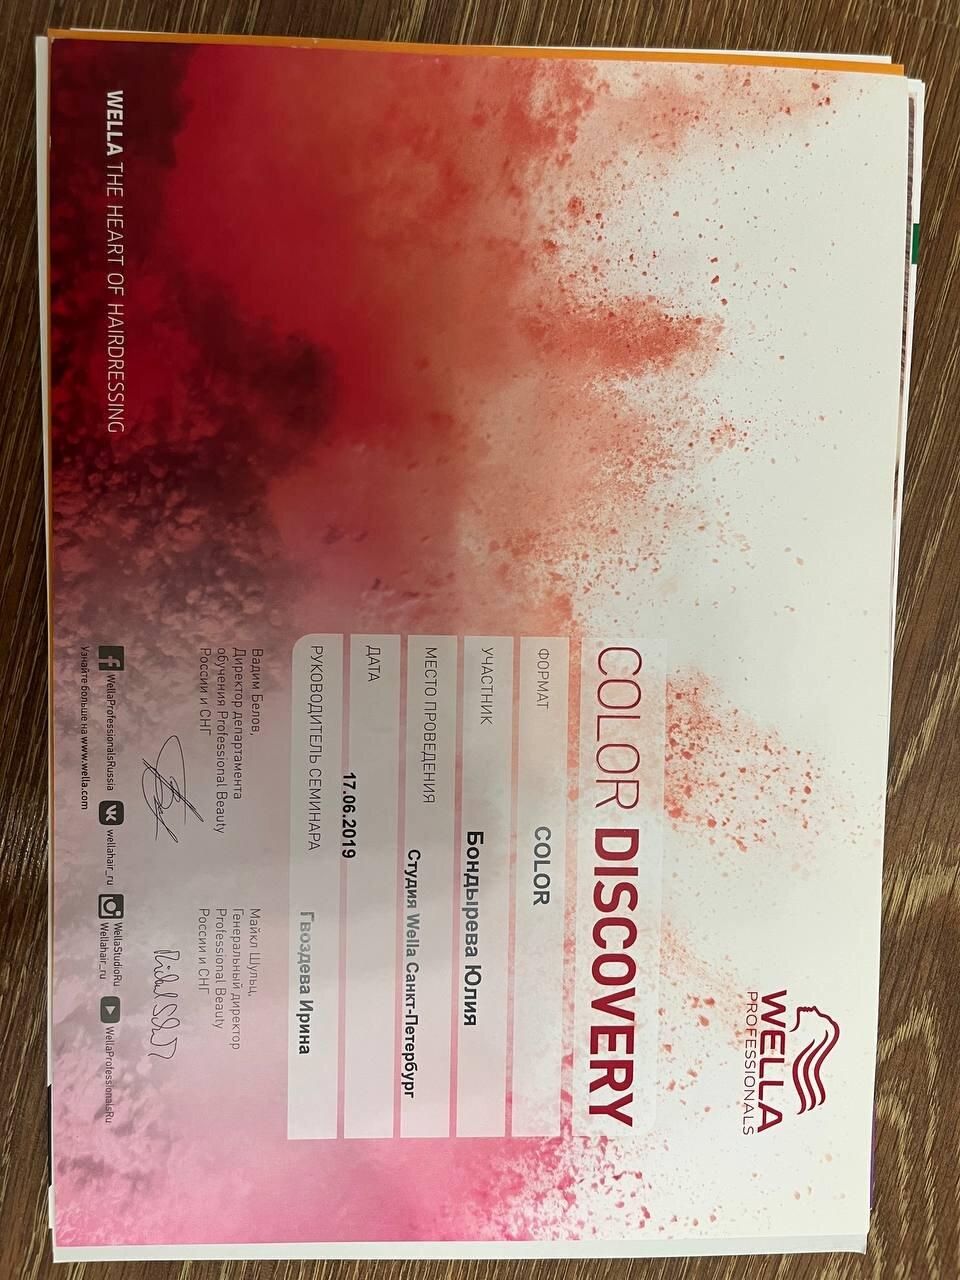 WELLA
PROFESSIONALS
COLOR DISCOVERY
ФОРМАТ COLOR
УЧАСТНИК Бондырева Юлия
МЕСТО ПРОВЕДЕНИЯ Студия Wella Санкт-Петербург
ДАТА 17.06.2019
РУКОВОДИТЕЛЬ СЕМИНАРА Гвоздева Ирина
Вадим Белов,
Директор департамента
обучения Professional Beauty
России и СНГ
Майкл Шульц,
Генеральный директор
Professional Beauty
России и СНГ
WELLA THE HEART OF HAIRDRESSING
WellaProfessionalsRussia wellahair_ru WellaStudioRu
Wellahair_ru WellaProfessionalsRu
Узнайте больше на www.wella.com